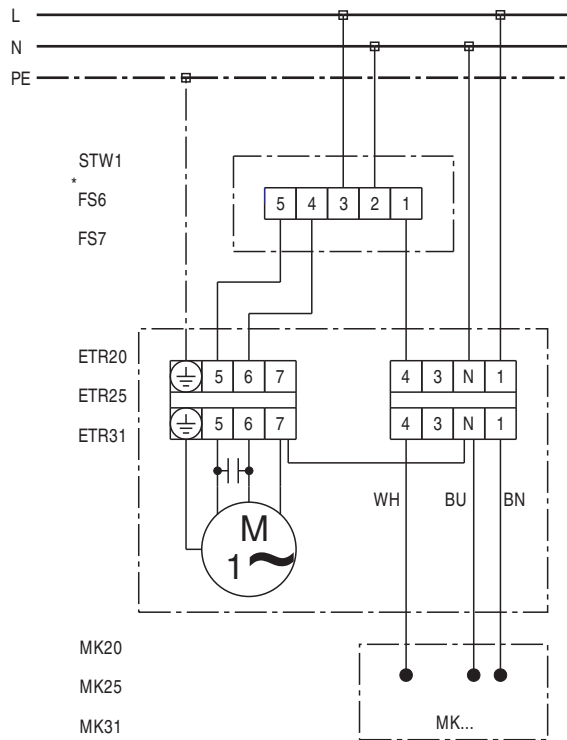 L
N
PE
STW1
*
FS6
FS7
5 4 3 2 1
ETR20
ETR25
ETR31
5 6 7
4 3 N 1
5 6 7
4 3 N 1
WH BU BN
M
1~
MK20
MK25
MK31
MK...